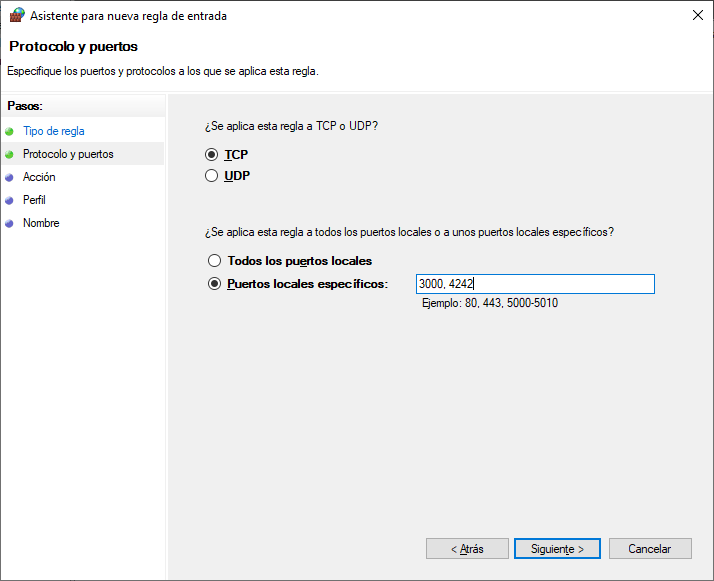 Asistente para nueva regla de entrada
Protocolo y puertos
Especifique los puertos y protocolos a los que se aplica esta regla.
Pasos:
Tipo de regla
Protocolo y puertos
Acción
Perfil
Nombre
¿Se aplica esta regla a TCP o UDP?
TCP
UDP
¿Se aplica esta regla a todos los puertos locales o a unos puertos locales específicos?
Todos los puertos locales
Puertos locales específicos: 3000, 4242
Ejemplo: 80, 443, 5000-5010
< Atrás Siguiente > Cancelar